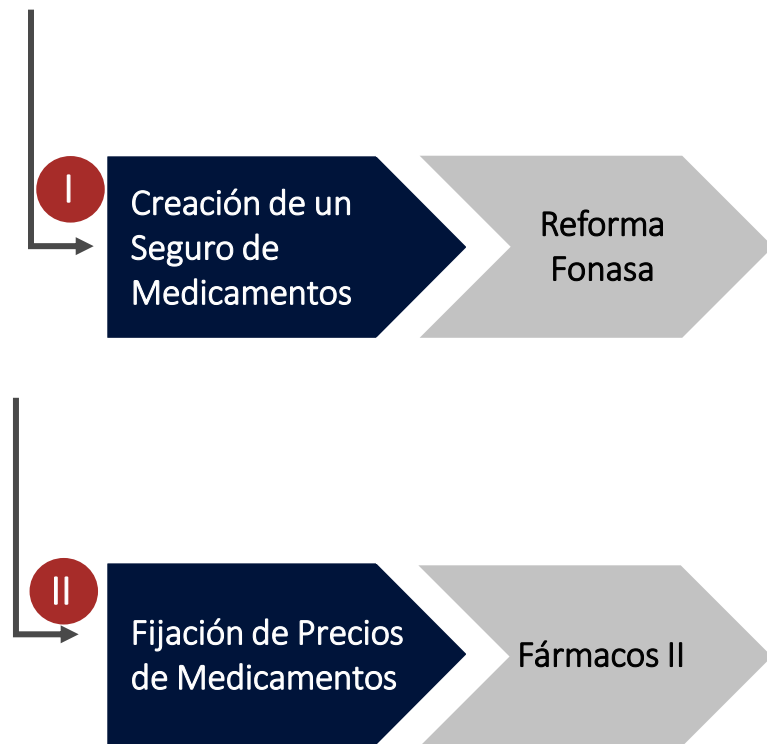 I
Creación de un
Seguro de
Medicamentos
Reforma
Fonasa
II
Fijación de Precios
de Medicamentos
Fármacos II